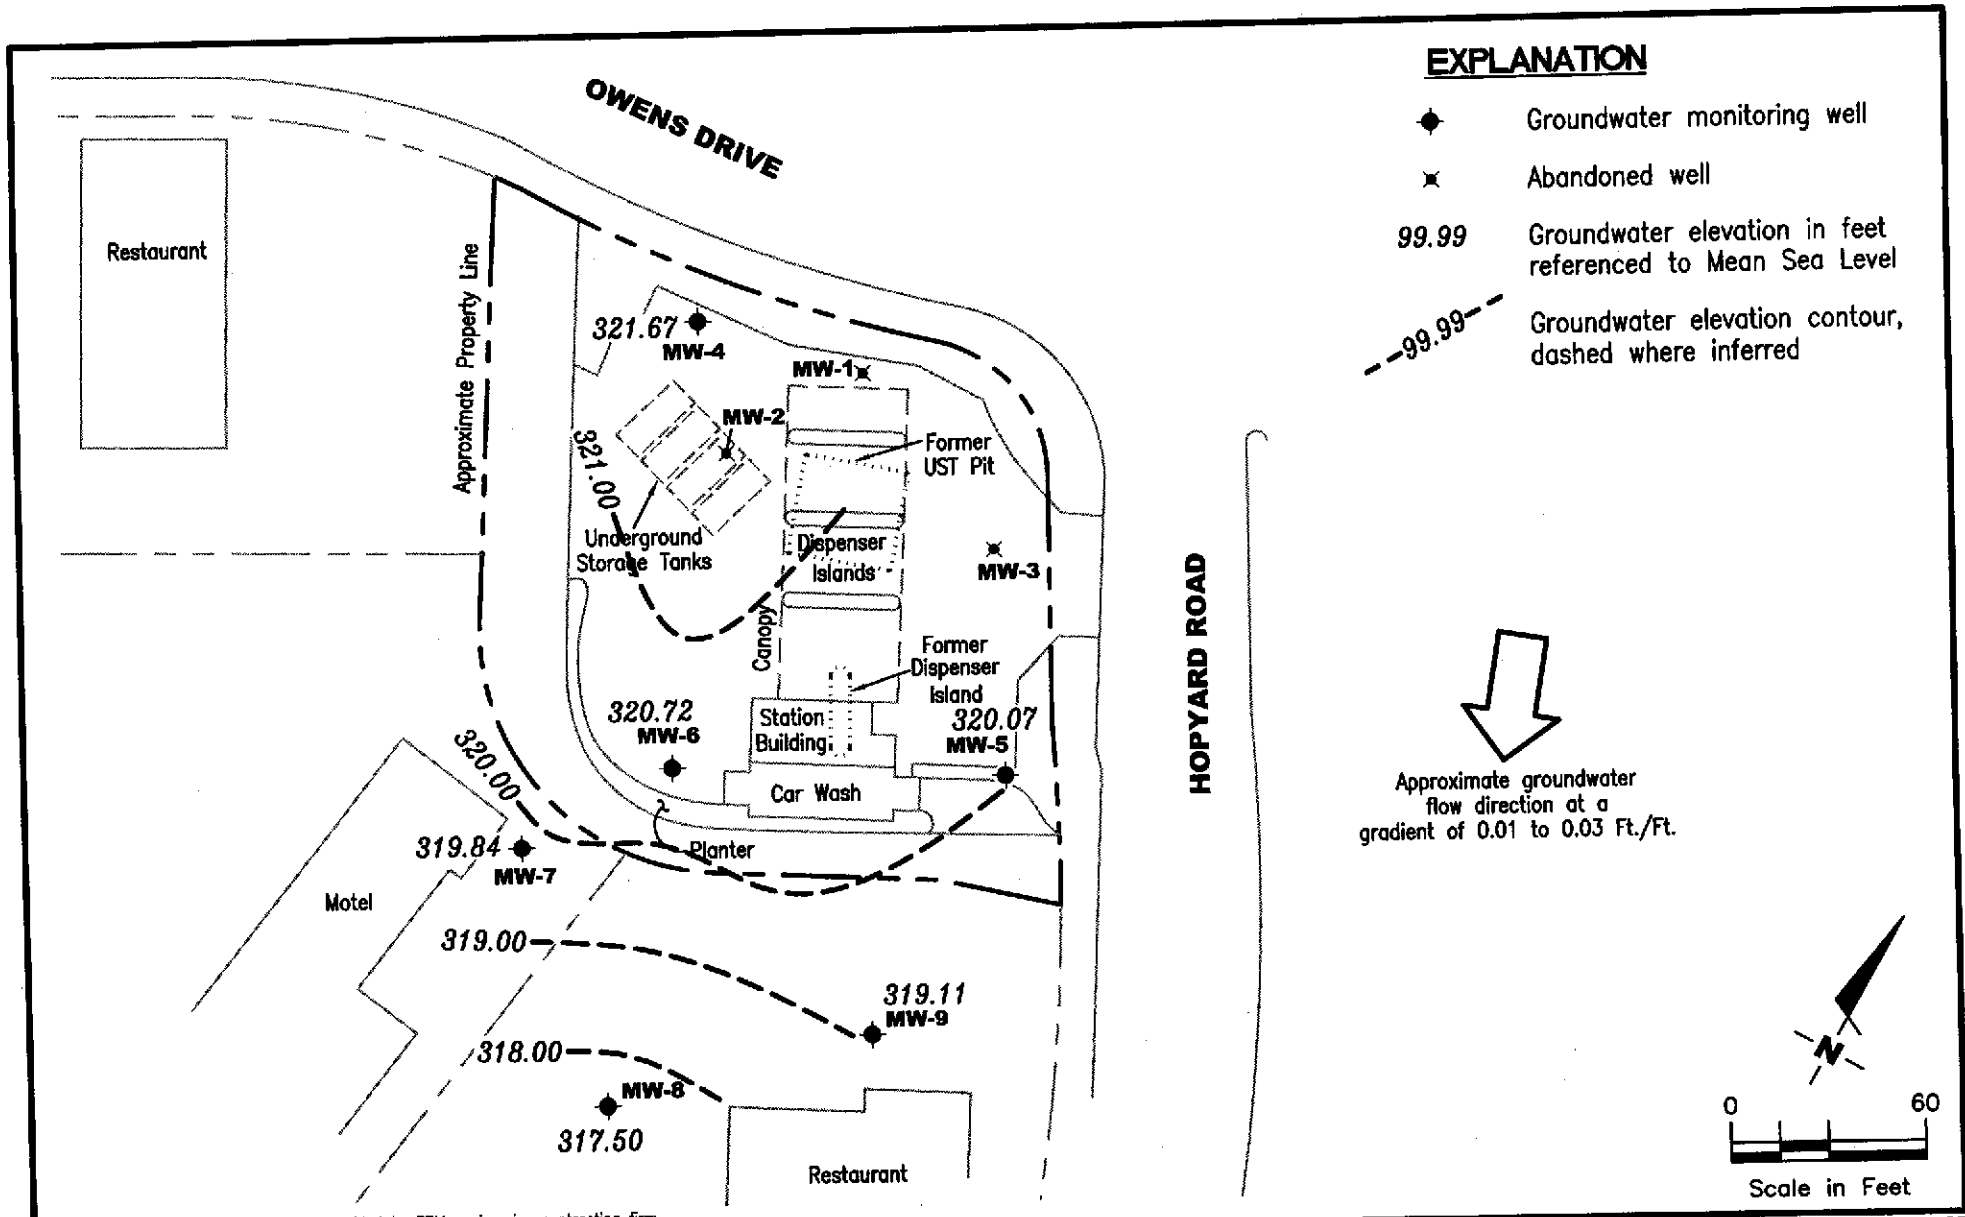 EXPLANATION
Groundwater monitoring well
Abandoned well
99.99
Groundwater elevation in feet
referenced to Mean Sea Level
99.99
Groundwater elevation contour,
dashed where inferred
OWENS DRIVE
Restaurant
Approximate Property Line
321.67
MW-4
MW-1
MW-2
Former
UST Pit
321.00
Underground
Storage Tanks
Dispenser
Islands
MW-3
Canopy
Former
Dispenser
Island
HOPYARD ROAD
320.72
MW-6
Station
Building
320.07
MW-5
Car Wash
320.00
319.84
MW-7
Planter
Motel
Approximate groundwater
flow direction at a
gradient of 0.01 to 0.03 Ft./Ft.
319.00
319.11
MW-9
318.00
MW-8
317.50
Restaurant
N
0 60
Scale in Feet